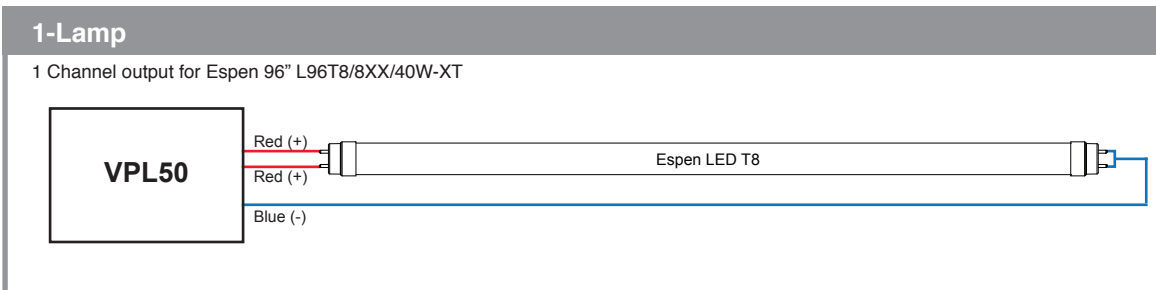 1-Lamp
1 Channel output for Espen 96” L96T8/8XX/40W-XT
Red (+)
VPL50
Espen LED T8
Red (+)
Blue (-)